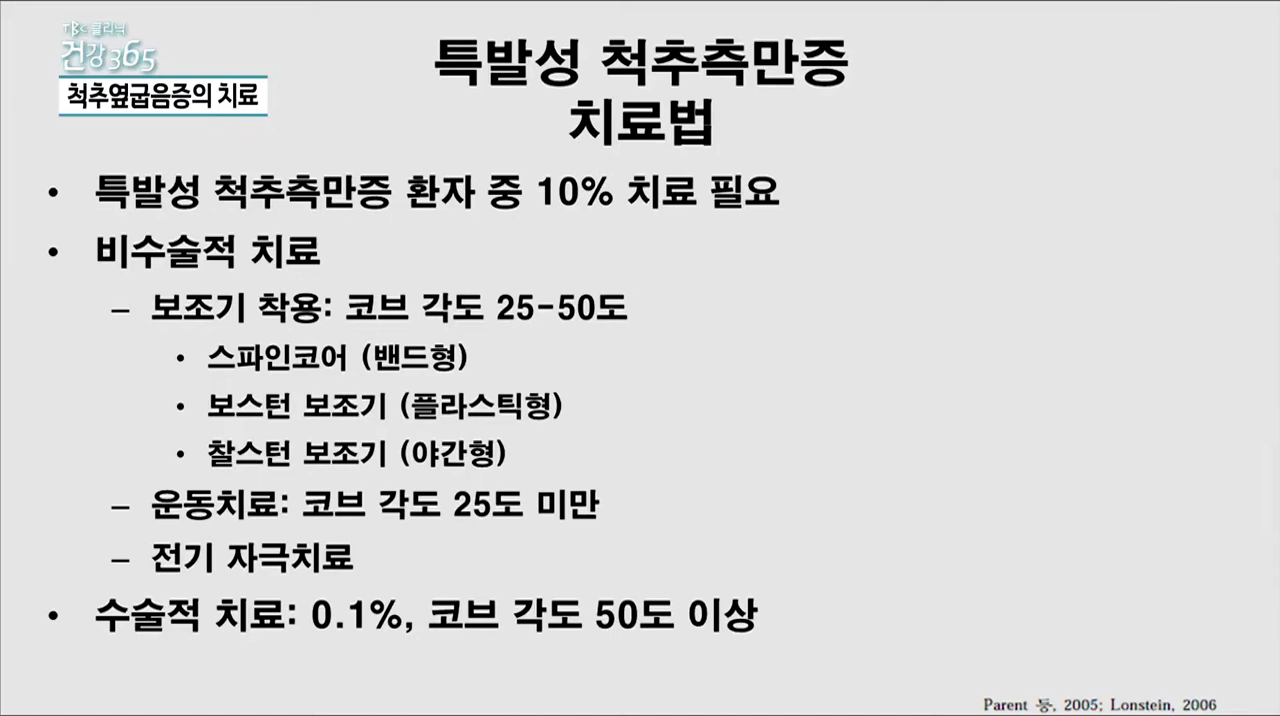 TBC 클리닉
건강365
척추옆굽음증의 치료
특발성 척추측만증
치료법
• 특발성 척추측만증 환자 중 10% 치료 필요
• 비수술적 치료
– 보조기 착용: 코브 각도 25-50도
• 스파인코어 (밴드형)
• 보스턴 보조기 (플라스틱형)
• 찰스턴 보조기 (야간형)
– 운동치료: 코브 각도 25도 미만
– 전기 자극치료
• 수술적 치료: 0.1%, 코브 각도 50도 이상
Parent 등, 2005; Lonstein, 2006